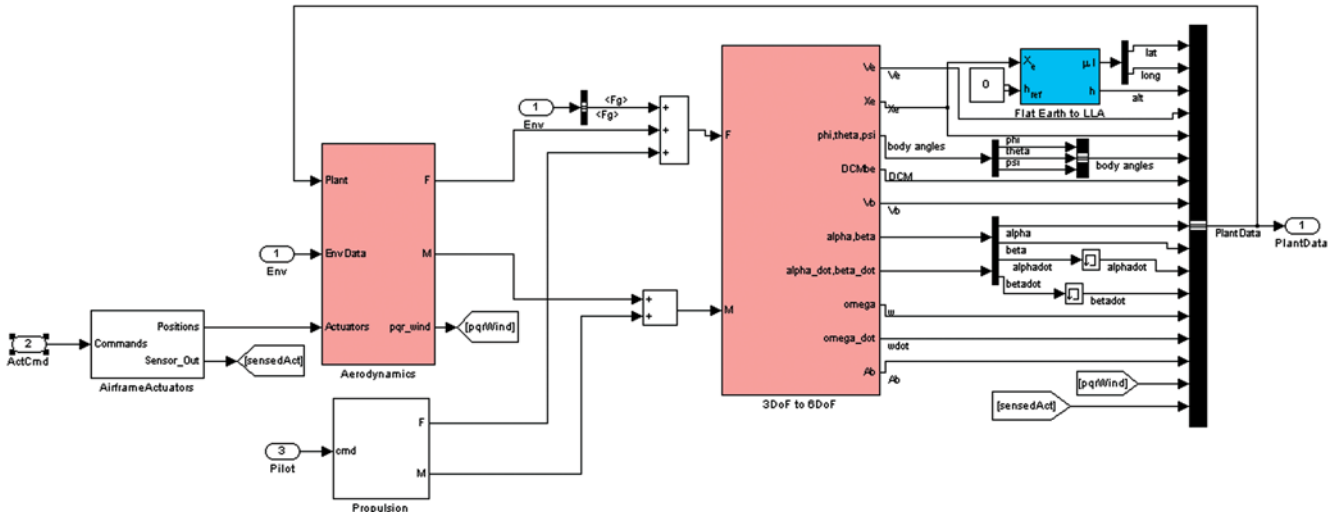 1
Env
<Fg>
<Fg>
+
+
+
Plant
F
Env Data
M
Actuators
pqr_wind
Aerodynamics
[pqrWind]
1
Env
2
ActCmd
Commands
Positions
Sensor_Out
AirframeActuators
[sensedAct]
3
Pilot
cmd
F
M
Propulsion
+
+
F
M
Ve
Xe
phi,theta,psi
DCMbe
Vb
alpha,beta
alpha_dot,beta_dot
omega
omega_dot
Ab
3DoF to 6DoF
Ve
Xe
body angles
DCM
Vb
w
wdot
Ab
0
Xe
href
μ l
h
Flat Earth to LLA
lat
long
alt
phi
theta
psi
body angles
alpha
beta
alphadot
alphadot
betadot
betadot
[pqrWind]
[sensedAct]
PlantData
1
PlantData